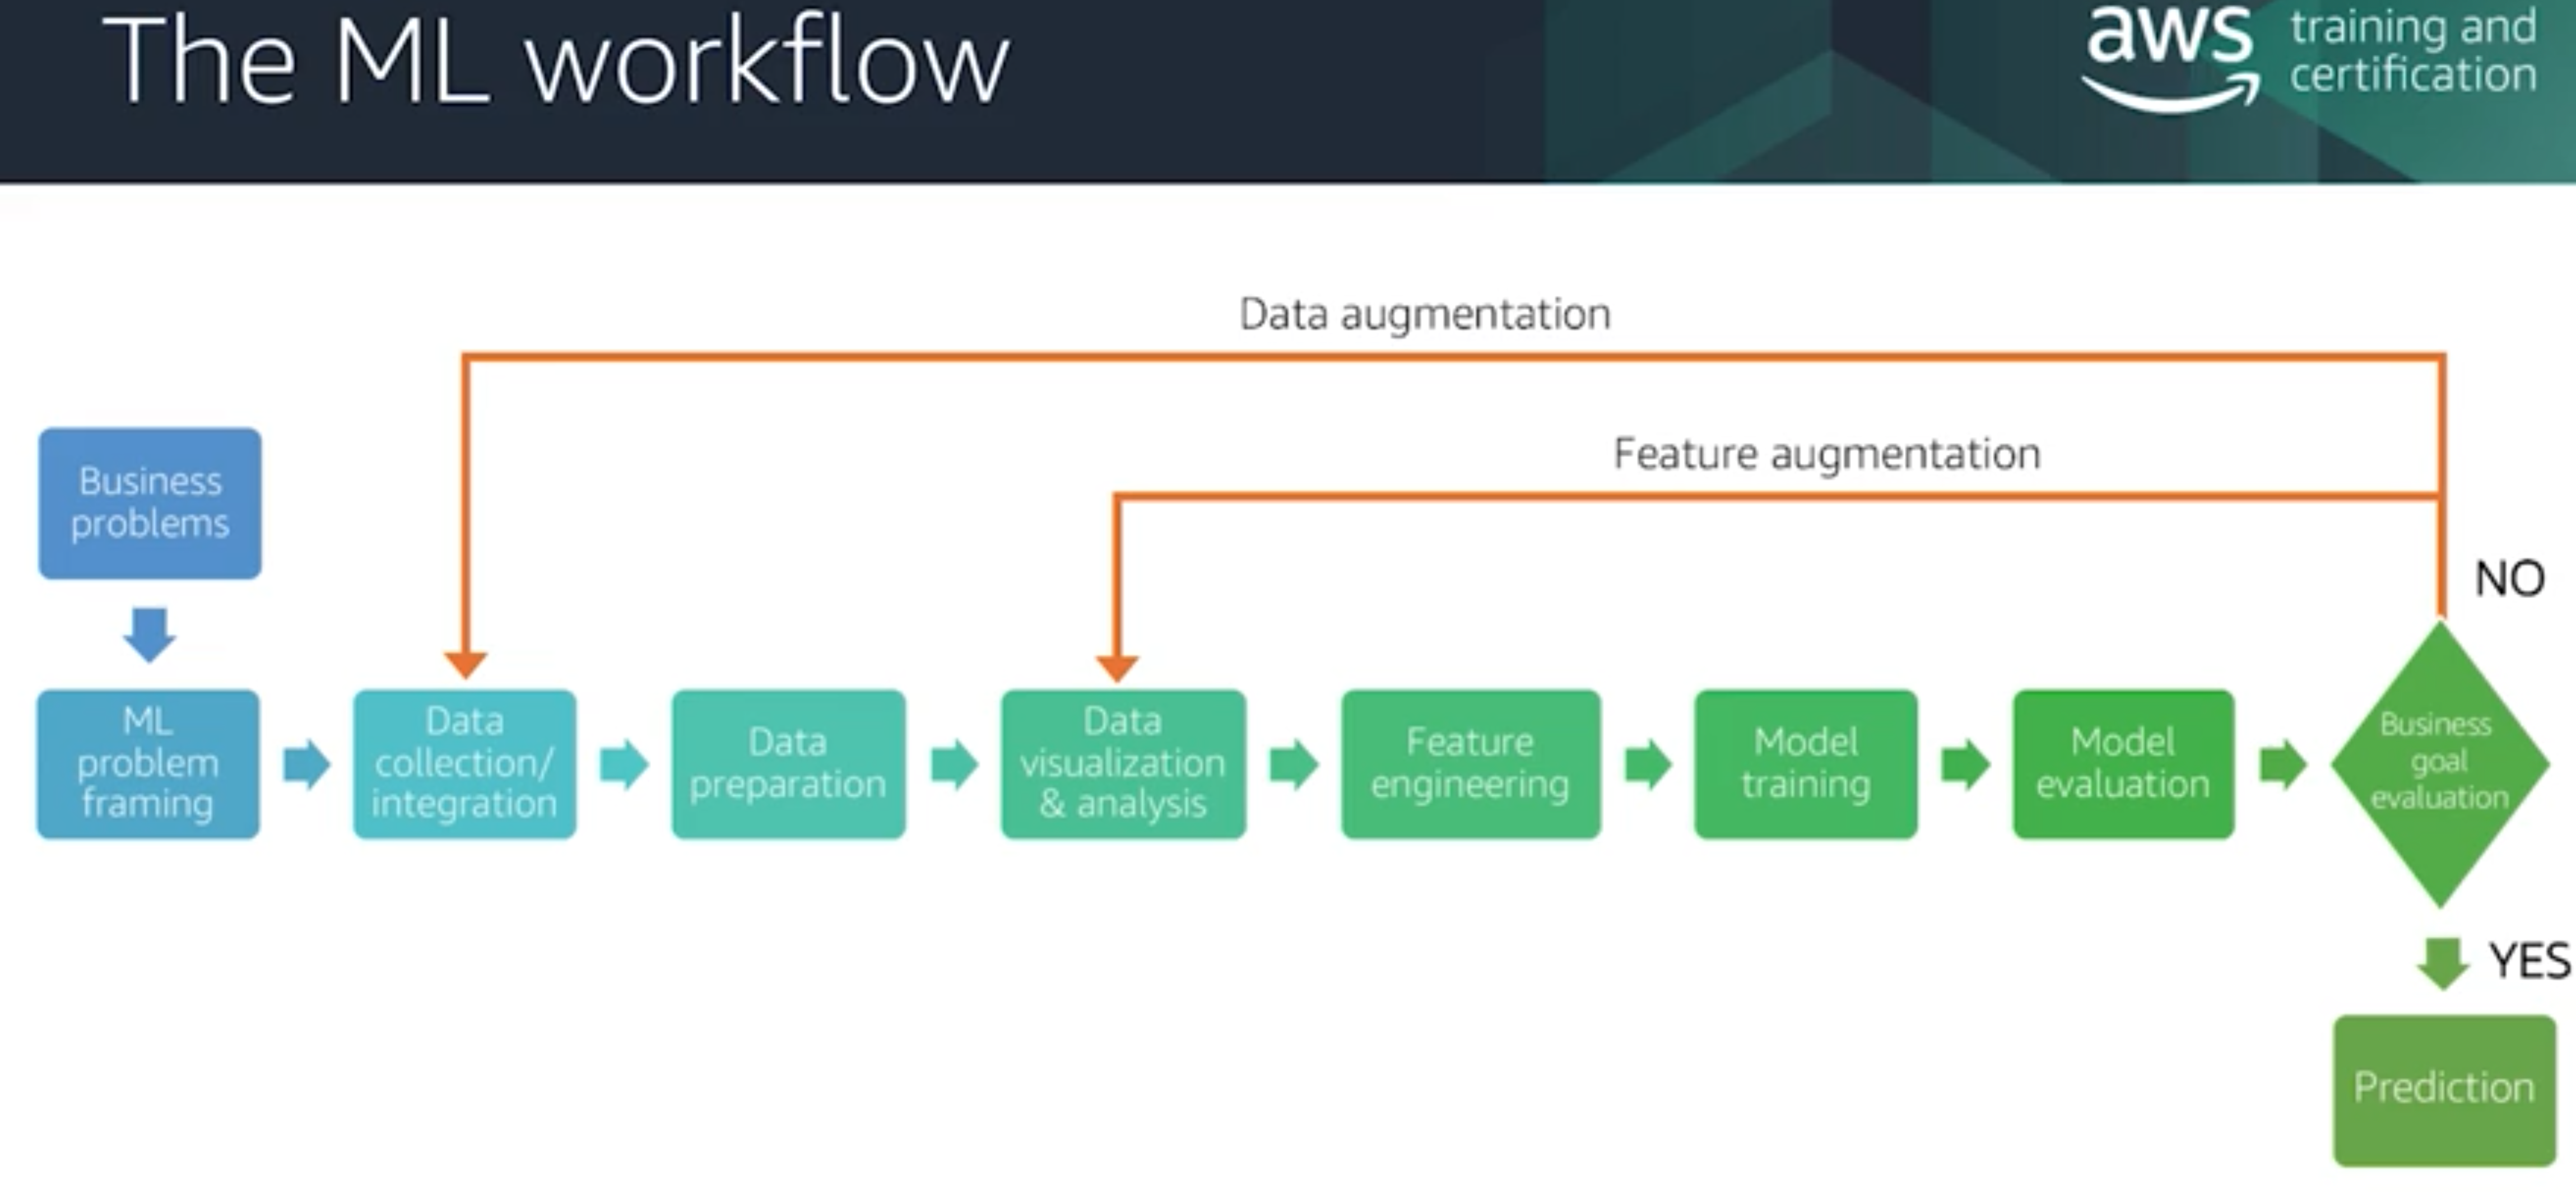 The ML workflow
aws
training and
certification
Data augmentation
Feature augmentation
Business
problems
NO
ML
problem
framing
Data
collection/
integration
Data
preparation
Data
visualization
& analysis
Feature
engineering
Model
training
Model
evaluation
Business
goal
evaluation
YES
Prediction